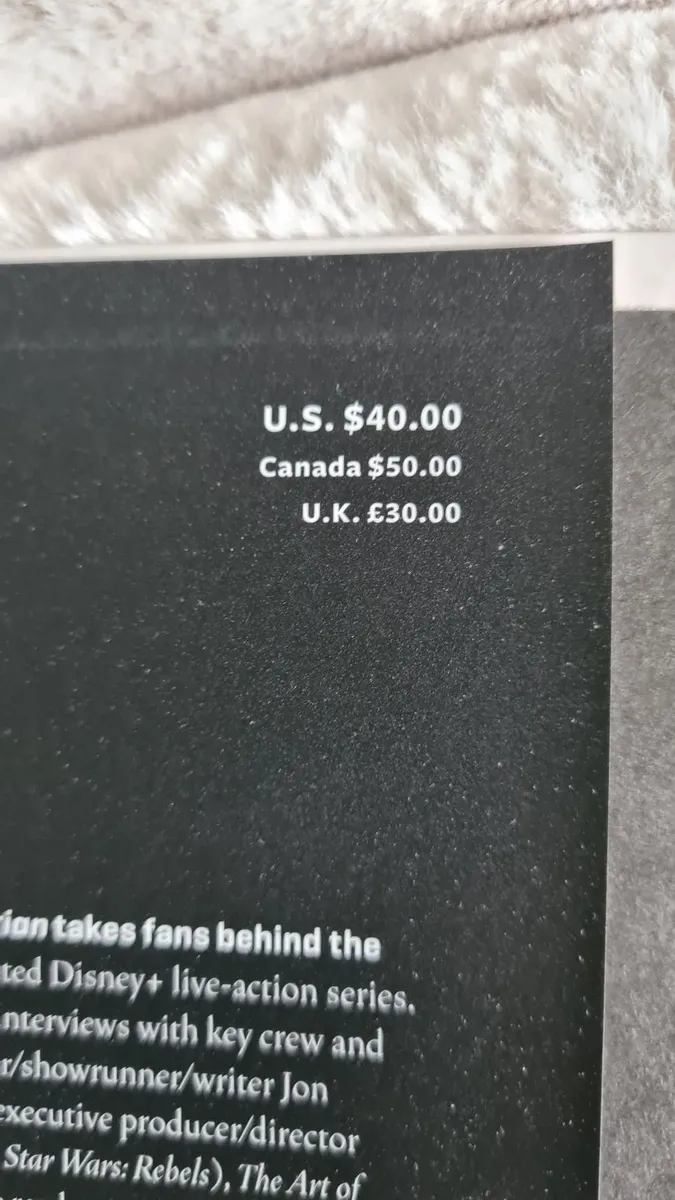 U.S. $40.00
Canada $50.00
U.K. £30.00
takes fans behind the
Disney+ live-action series.
with key crew and
r/showrunner/writer Jon
executive producer/director
Star Wars: Rebels), The Art of